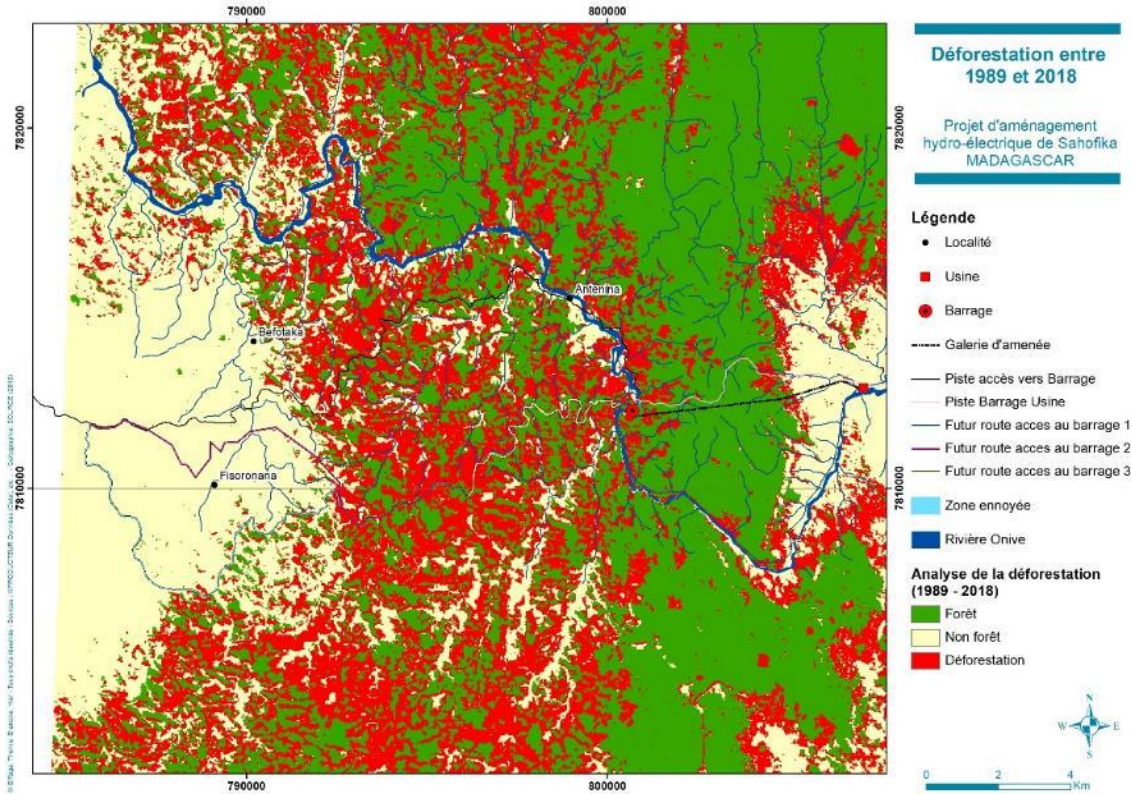 790000
800000
7820000
7820000
Antenina
Befotaka
Fisoronana
7810000
7810000
790000
800000
Déforestation entre
1989 et 2018
Projet d'aménagement
hydro-électrique de Sahofika
MADAGASCAR
Légende
Localité
Usine
Barrage
Galerie d'amenée
Piste accès vers Barrage
Piste Barrage Usine
Futur route acces au barrage 1
Futur route acces au barrage 2
Futur route acces au barrage 3
Zone ennoyée
Rivière Onive
Analyse de la déforestation
(1989 - 2018)
Forêt
Non forêt
Déforestation
N
W E
S
0 2 4
Km